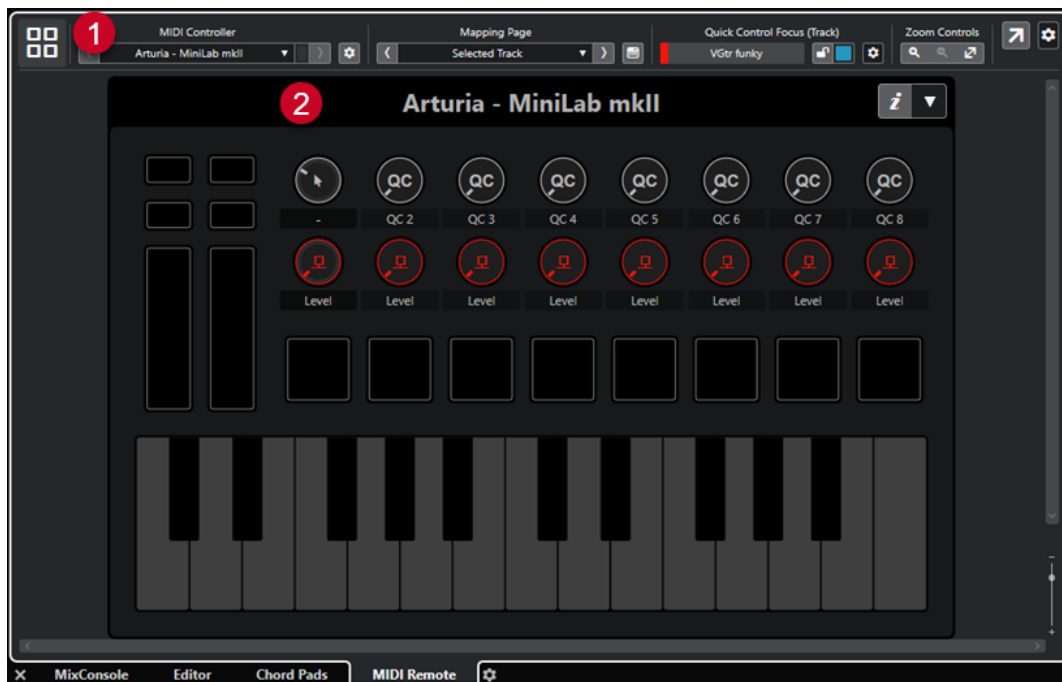 1
MIDI Controller
Mapping Page
Quick Control Focus (Track)
Zoom Controls
Arturia - MiniLab mkII
Selected Track
VGtr funky
2
Arturia - MiniLab mkII
i
QC QC QC QC QC QC QC
- QC 2 QC 3 QC 4 QC 5 QC 6 QC 7 QC 8
Level Level Level Level Level Level Level Level
MixConsole Editor Chord Pads MIDI Remote